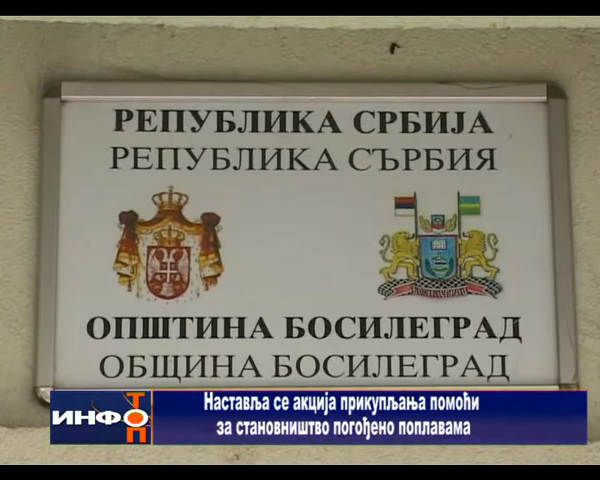 РЕПУБЛИКА СРБИЈА
РЕПУБЛИКА СЪРБИЯ
ОПШТИНА БОСИЛЕГРАД
ОБЩИНА БОСИЛЕГРАД
ИНФО
ТОП
Наставља се акција прикупљања помоћи
за становништво погођено поплавама